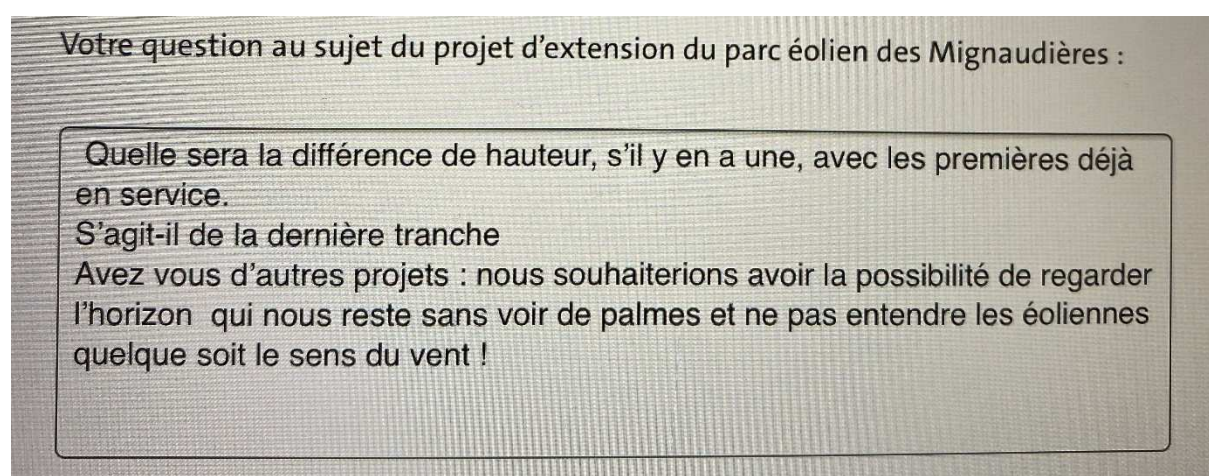 Votre question au sujet du projet d'extension du parc éolien des Mignaudières :
Quelle sera la différence de hauteur, s'il y en a une, avec les premières déjà
en service.
S'agit-il de la dernière tranche
Avez vous d'autres projets : nous souhaiterions avoir la possibilité de regarder
l'horizon  qui nous reste sans voir de palmes et ne pas entendre les éoliennes
quelque soit le sens du vent !